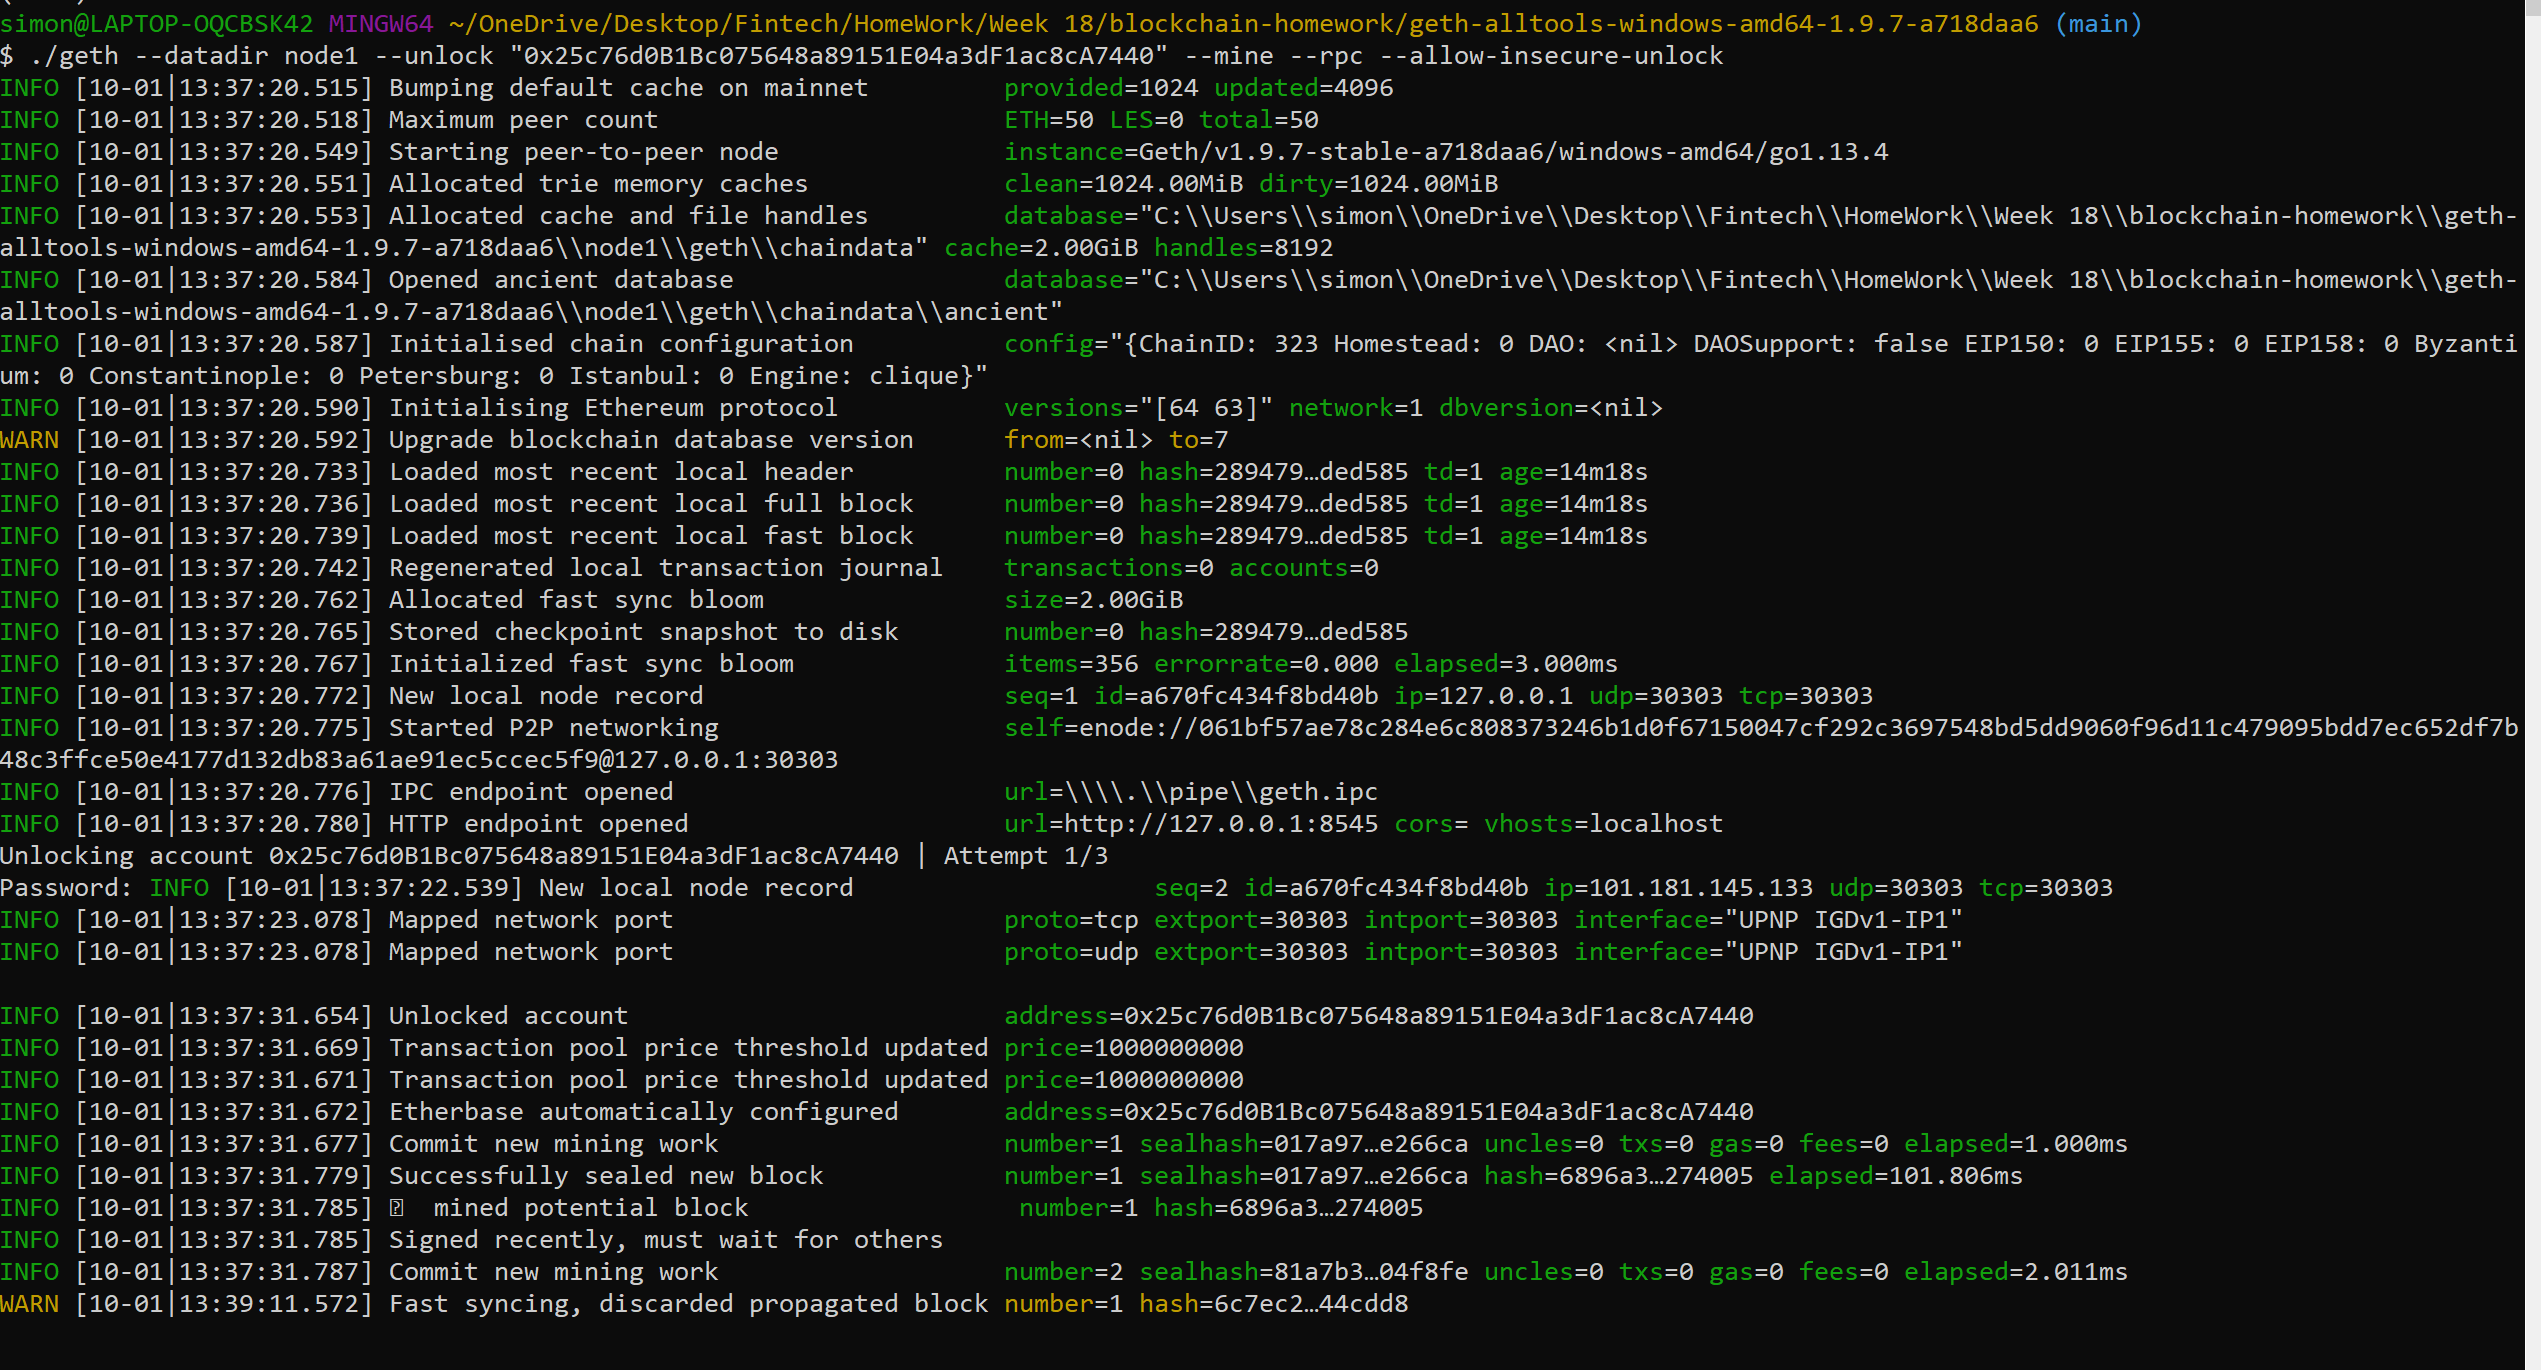 simon@LAPTOP-OQCBSK42 MINGW64 ~/OneDrive/Desktop/Fintech/HomeWork/Week 18/blockchain-homework/geth-alltools-windows-amd64-1.9.7-a718daa6 (main)
$ ./geth --datadir node1 --unlock "0x25c76d0B1Bc075648a89151E04a3dF1ac8cA7440" --mine --rpc --allow-insecure-unlock
INFO [10-01|13:37:20.515] Bumping default cache on mainnet provided=1024 updated=4096
INFO [10-01|13:37:20.518] Maximum peer count ETH=50 LES=0 total=50
INFO [10-01|13:37:20.549] Starting peer-to-peer node instance=Geth/v1.9.7-stable-a718daa6/windows-amd64/go1.13.4
INFO [10-01|13:37:20.551] Allocated trie memory caches clean=1024.00MiB dirty=1024.00MiB
INFO [10-01|13:37:20.553] Allocated cache and file handles database="C:\\Users\\simon\\OneDrive\\Desktop\\Fintech\\HomeWork\\Week 18\\blockchain-homework\\geth-
alltools-windows-amd64-1.9.7-a718daa6\\node1\\geth\\chaindata" cache=2.00GiB handles=8192
INFO [10-01|13:37:20.584] Opened ancient database database="C:\\Users\\simon\\OneDrive\\Desktop\\Fintech\\HomeWork\\Week 18\\blockchain-homework\\geth-
alltools-windows-amd64-1.9.7-a718daa6\\node1\\geth\\chaindata\\ancient"
INFO [10-01|13:37:20.587] Initialised chain configuration config="{ChainID: 323 Homestead: 0 DAO: <nil> DAOSupport: false EIP150: 0 EIP155: 0 EIP158: 0 Byzanti
um: 0 Constantinople: 0 Petersburg: 0 Istanbul: 0 Engine: clique}"
INFO [10-01|13:37:20.590] Initialising Ethereum protocol versions="[64 63]" network=1 dbversion=<nil>
WARN [10-01|13:37:20.592] Upgrade blockchain database version from=<nil> to=7
INFO [10-01|13:37:20.733] Loaded most recent local header number=0 hash=289479…ded585 td=1 age=14m18s
INFO [10-01|13:37:20.736] Loaded most recent local full block number=0 hash=289479…ded585 td=1 age=14m18s
INFO [10-01|13:37:20.739] Loaded most recent local fast block number=0 hash=289479…ded585 td=1 age=14m18s
INFO [10-01|13:37:20.742] Regenerated local transaction journal transactions=0 accounts=0
INFO [10-01|13:37:20.762] Allocated fast sync bloom size=2.00GiB
INFO [10-01|13:37:20.765] Stored checkpoint snapshot to disk number=0 hash=289479…ded585
INFO [10-01|13:37:20.767] Initialized fast sync bloom items=356 errorrate=0.000 elapsed=3.000ms
INFO [10-01|13:37:20.772] New local node record seq=1 id=a670fc434f8bd40b ip=127.0.0.1 udp=30303 tcp=30303
INFO [10-01|13:37:20.775] Started P2P networking self=enode://061bf57ae78c284e6c808373246b1d0f67150047cf292c3697548bd5dd9060f96d11c479095bdd7ec652df7b
48c3ffce50e4177d132db83a61ae91ec5ccec5f9@127.0.0.1:30303
INFO [10-01|13:37:20.776] IPC endpoint opened url=\\\\.\\pipe\\geth.ipc
INFO [10-01|13:37:20.780] HTTP endpoint opened url=http://127.0.0.1:8545 cors= vhosts=localhost
Unlocking account 0x25c76d0B1Bc075648a89151E04a3dF1ac8cA7440 | Attempt 1/3
Password: INFO [10-01|13:37:22.539] New local node record seq=2 id=a670fc434f8bd40b ip=101.181.145.133 udp=30303 tcp=30303
INFO [10-01|13:37:23.078] Mapped network port proto=tcp extport=30303 intport=30303 interface="UPNP IGDv1-IP1"
INFO [10-01|13:37:23.078] Mapped network port proto=udp extport=30303 intport=30303 interface="UPNP IGDv1-IP1"
INFO [10-01|13:37:31.654] Unlocked account address=0x25c76d0B1Bc075648a89151E04a3dF1ac8cA7440
INFO [10-01|13:37:31.669] Transaction pool price threshold updated price=1000000000
INFO [10-01|13:37:31.671] Transaction pool price threshold updated price=1000000000
INFO [10-01|13:37:31.672] Etherbase automatically configured address=0x25c76d0B1Bc075648a89151E04a3dF1ac8cA7440
INFO [10-01|13:37:31.677] Commit new mining work number=1 sealhash=017a97…e266ca uncles=0 txs=0 gas=0 fees=0 elapsed=1.000ms
INFO [10-01|13:37:31.779] Successfully sealed new block number=1 sealhash=017a97…e266ca hash=6896a3…274005 elapsed=101.806ms
INFO [10-01|13:37:31.785] mined potential block number=1 hash=6896a3…274005
INFO [10-01|13:37:31.785] Signed recently, must wait for others
INFO [10-01|13:37:31.787] Commit new mining work number=2 sealhash=81a7b3…04f8fe uncles=0 txs=0 gas=0 fees=0 elapsed=2.011ms
WARN [10-01|13:39:11.572] Fast syncing, discarded propagated block number=1 hash=6c7ec2…44cdd8